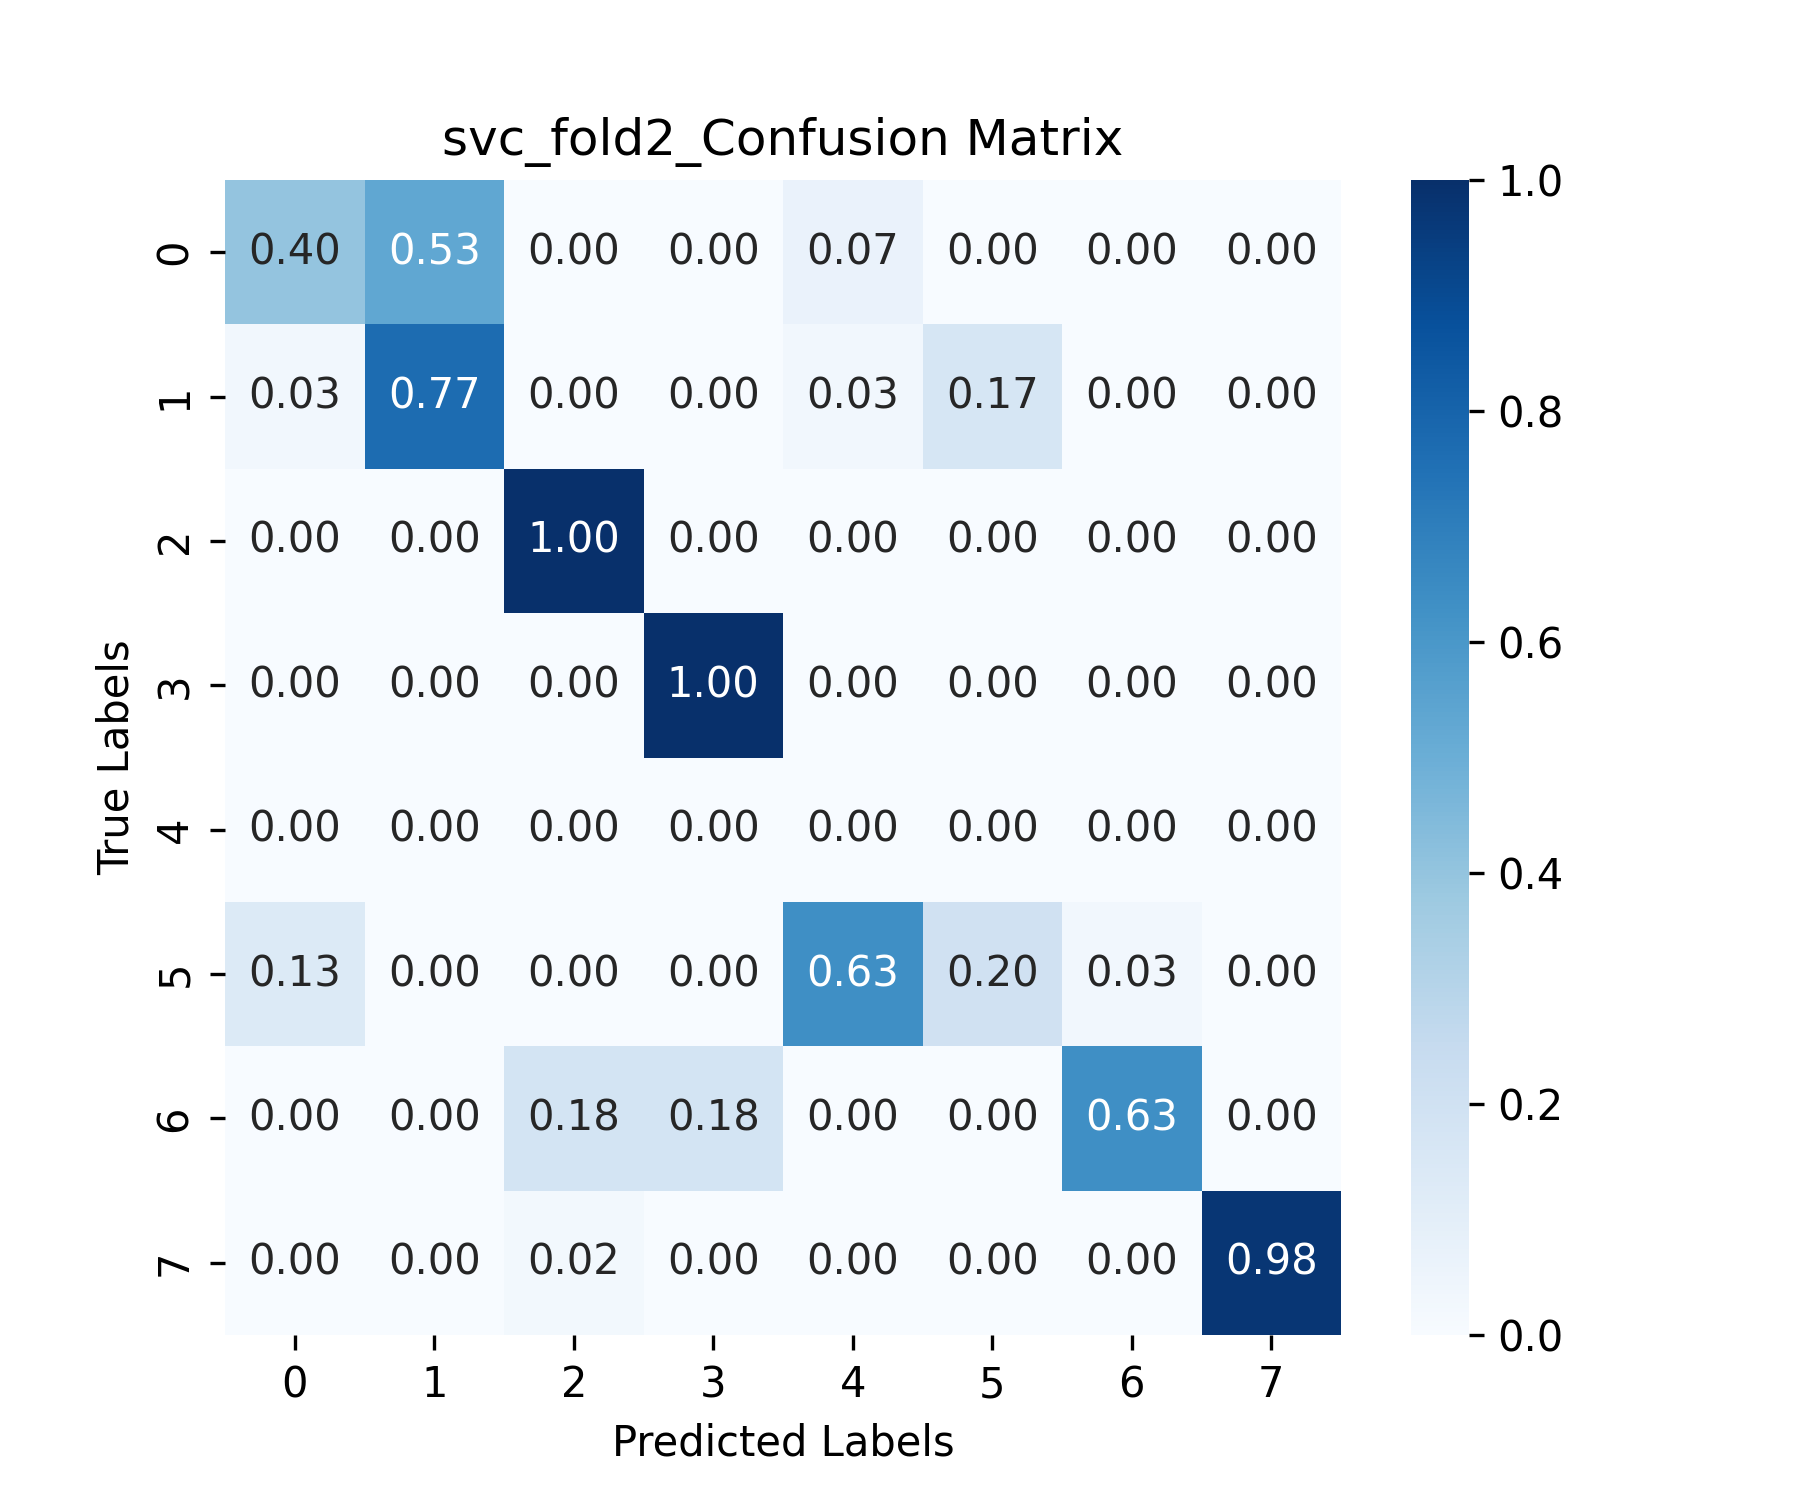 svc_fold2_Confusion Matrix
0 0.40 0.53 0.00 0.00 0.07 0.00 0.00 0.00
1 0.03 0.77 0.00 0.00 0.03 0.17 0.00 0.00
2 0.00 0.00 1.00 0.00 0.00 0.00 0.00 0.00
3 0.00 0.00 0.00 1.00 0.00 0.00 0.00 0.00
4 0.00 0.00 0.00 0.00 0.00 0.00 0.00 0.00
5 0.13 0.00 0.00 0.00 0.63 0.20 0.03 0.00
6 0.00 0.00 0.18 0.18 0.00 0.00 0.63 0.00
7 0.00 0.00 0.02 0.00 0.00 0.00 0.00 0.98
0 1 2 3 4 5 6 7
Predicted Labels
True Labels
1.0
0.8
0.6
0.4
0.2
0.0